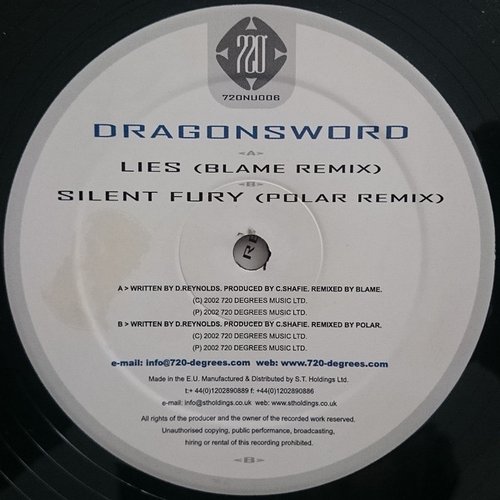 720°
720NU006
DRAGONSWORD
<A>
LIES (BLAME REMIX)
<B>
SILENT FURY (POLAR REMIX)
A > WRITTEN BY D.REYNOLDS. PRODUCED BY C.SHAFIE. REMIXED BY BLAME.
(C) 2002 720 DEGREES MUSIC LTD.
(P) 2002 720 DEGREES MUSIC LTD.
B > WRITTEN BY D.REYNOLDS. PRODUCED BY C.SHAFIE. REMIXED BY POLAR.
(C) 2002 720 DEGREES MUSIC LTD.
(P) 2002 720 DEGREES MUSIC LTD.
e-mail: info@720-degrees.com web: www.720-degrees.com
Made in the E.U. Manufactured & Distributed by S.T. Holdings Ltd.
t:+ 44(0)1202890889 f: +44(0)1202890886
e-mail: info@stholdings.co.uk web: www.stholdings.co.uk
All rights of the producer and the owner of the recorded work reserved.
Unauthorised copying, public performance, broadcasting,
hiring or rental of this recording prohibited.
<B>